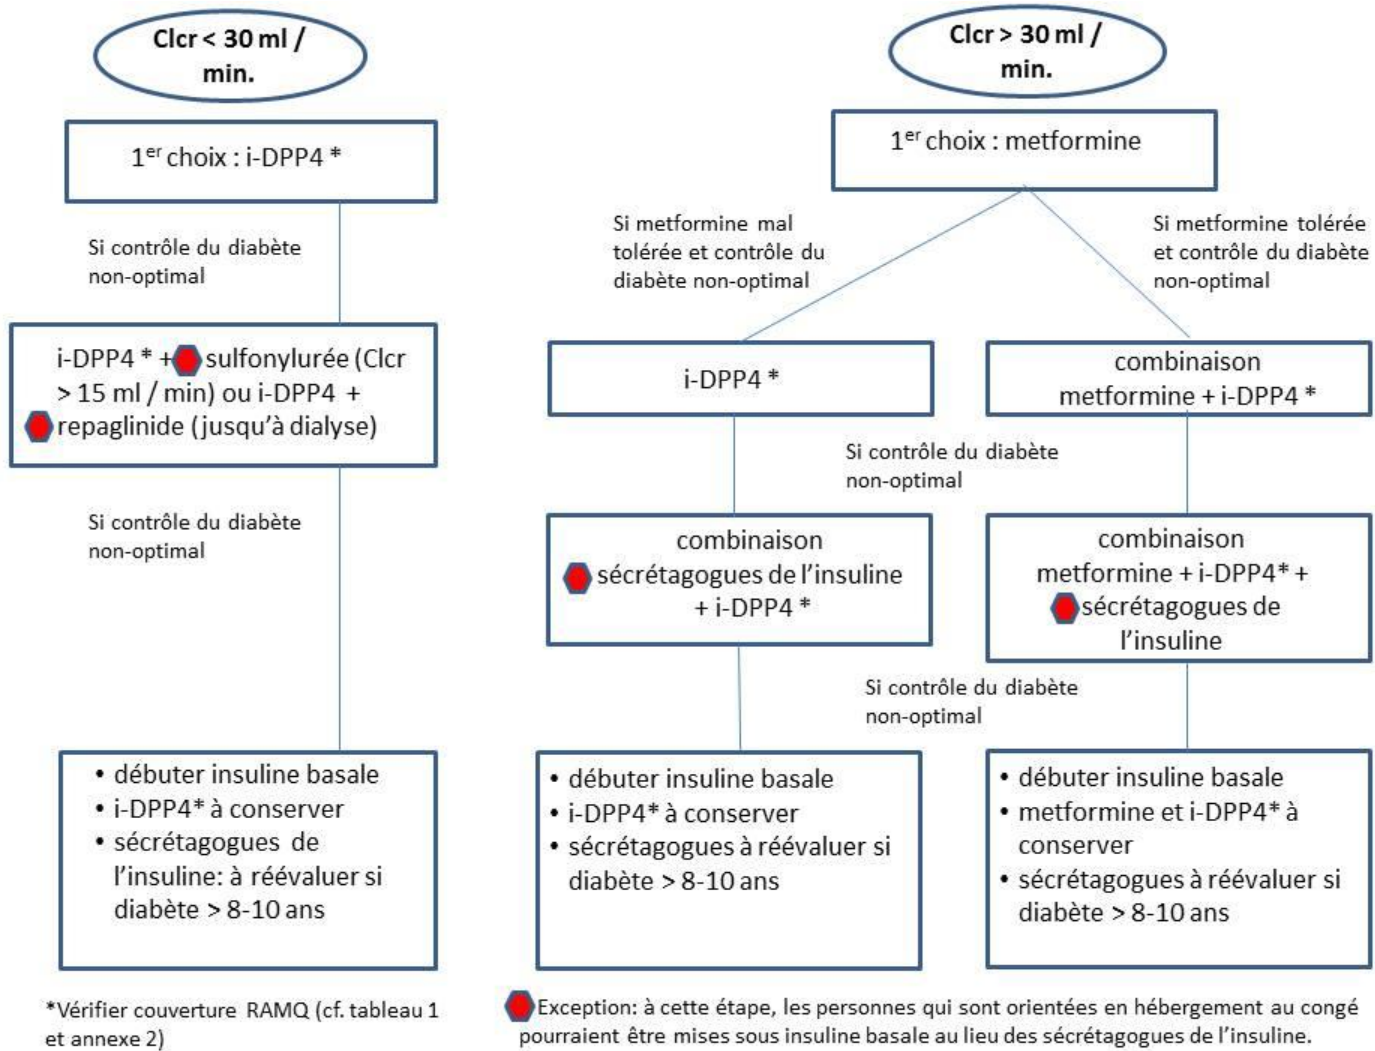 Clcr < 30 ml /
min.
1er choix : i-DPP4 *
Si contrôle du diabète
non-optimal
i-DPP4 * + sulfonylurée (Clcr
> 15 ml / min) ou i-DPP4 +
repaglinide (jusqu'à dialyse)
Si contrôle du diabète
non-optimal
• débuter insuline basale
• i-DPP4* à conserver
• sécrétagogues de
l'insuline: à réévaluer si
diabète > 8-10 ans
*Vérifier couverture RAMQ (cf. tableau 1
et annexe 2)
Clcr > 30 ml /
min.
1er choix : metformine
Si metformine mal
tolérée et contrôle du
diabète non-optimal
Si metformine tolérée
et contrôle du diabète
non-optimal
i-DPP4 *
combinaison
metformine + i-DPP4 *
Si contrôle du diabète
non-optimal
combinaison
sécrétagogues de l'insuline
+ i-DPP4 *
combinaison
metformine + i-DPP4* +
sécrétagogues de
l'insuline
Si contrôle du diabète
non-optimal
• débuter insuline basale
• i-DPP4* à conserver
• sécrétagogues à réévaluer si
diabète > 8-10 ans
• débuter insuline basale
• metformine et i-DPP4* à
conserver
• sécrétagogues à réévaluer si
diabète > 8-10 ans
Exception: à cette étape, les personnes qui sont orientées en hébergement au congé
pourraient être mises sous insuline basale au lieu des sécrétagogues de l'insuline.